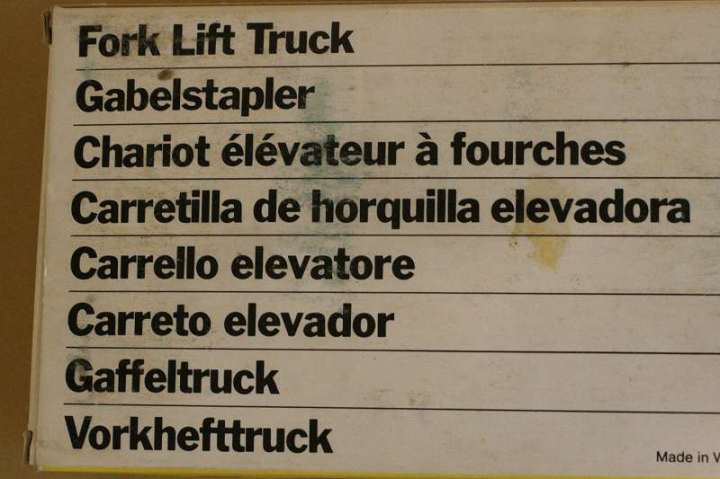 Fork Lift Truck
Gabelstapler
Chariot élévateur à fourches
Carretilla de horquilla elevadora
Carrello elevatore
Carreto elevador
Gaffeltruck
Vorkhefttruck
Made in